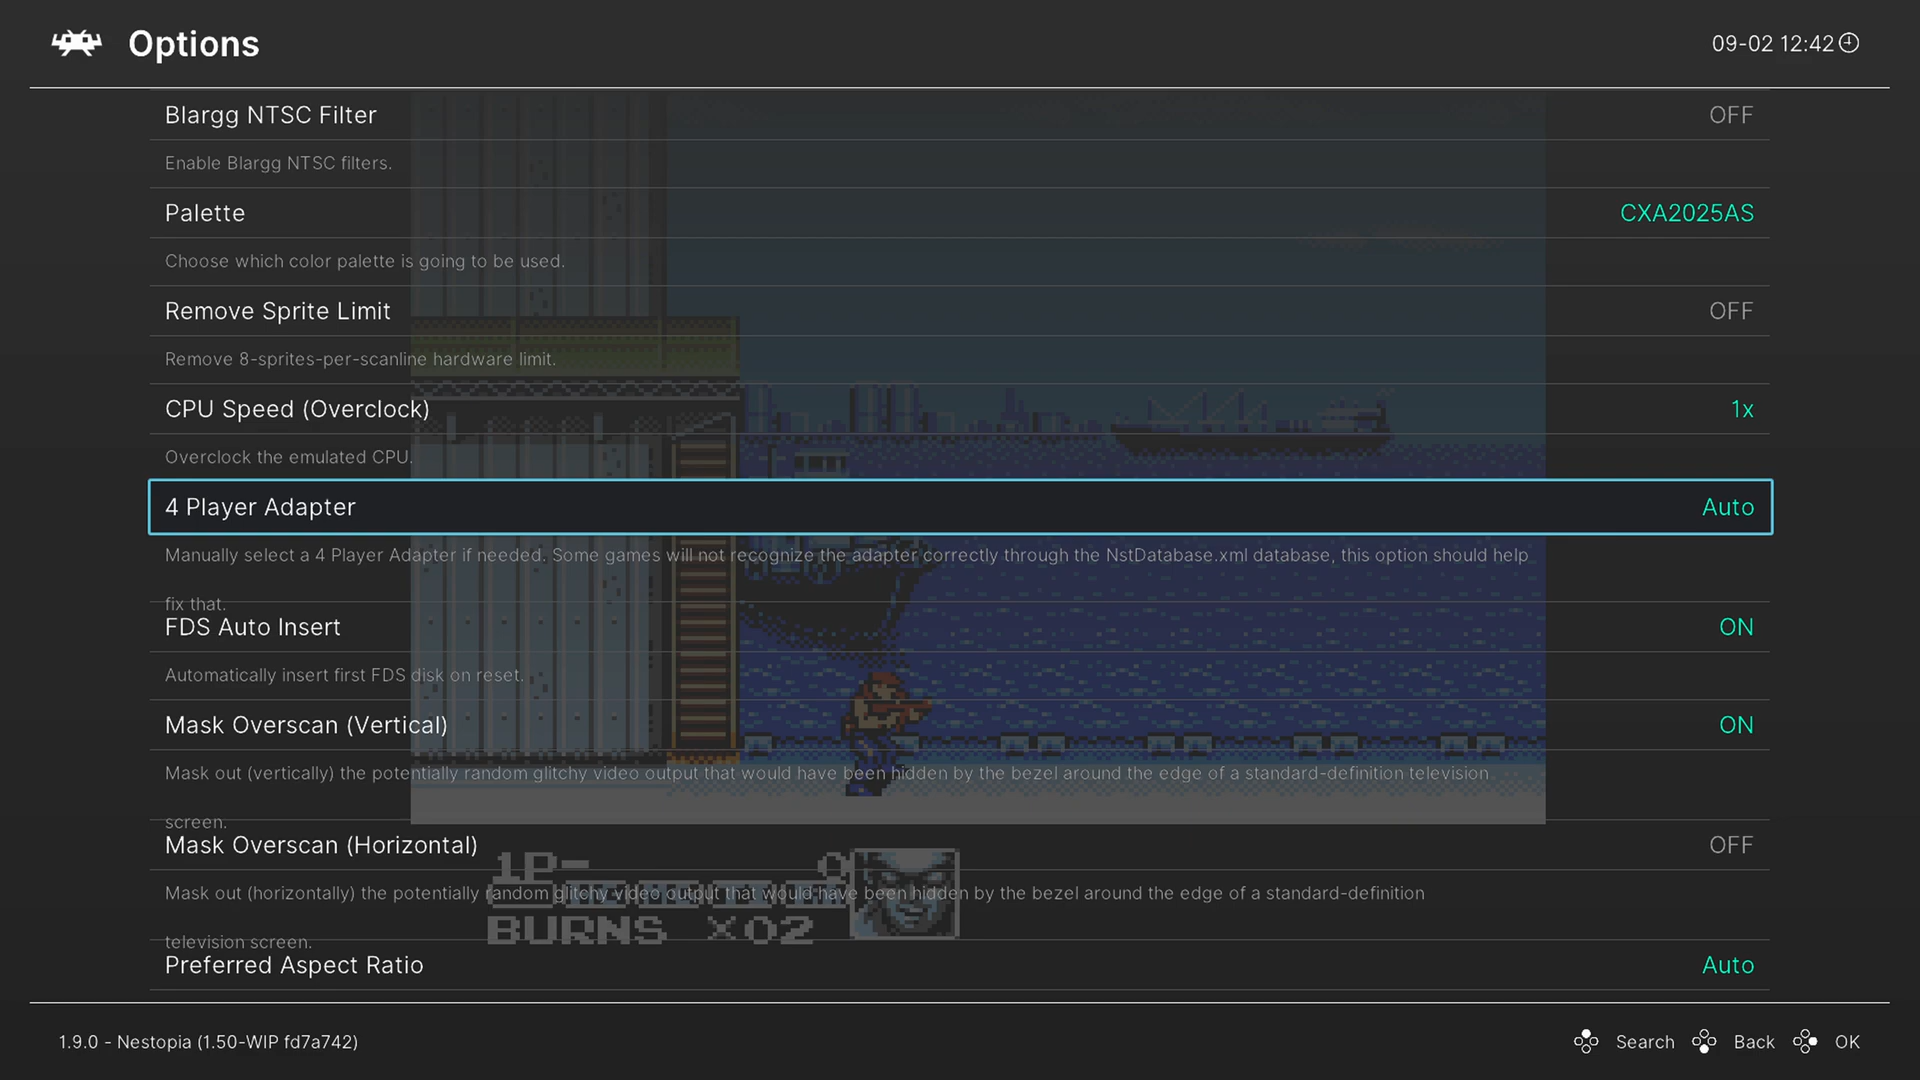 Options
09-02 12:42
Blargg NTSC Filter OFF
Enable Blargg NTSC filters.
Palette CXA2025AS
Choose which color palette is going to be used.
Remove Sprite Limit OFF
Remove 8-sprites-per-scanline hardware limit.
CPU Speed (Overclock) 1x
Overclock the emulated CPU.
4 Player Adapter Auto
Manually select a 4 Player Adapter if needed. Some games will not recognize the adapter correctly through the NstDatabase.xml database, this option should help
fix that.
FDS Auto Insert ON
Automatically insert first FDS disk on reset.
Mask Overscan (Vertical) ON
Mask out (vertically) the potentially random glitchy video output that would have been hidden by the bezel around the edge of a standard-definition television
screen.
Mask Overscan (Horizontal) OFF
1P- 0
Mask out (horizontally) the potentially random glitchy video output that would have been hidden by the bezel around the edge of a standard-definition
BURNS ×02
television screen.
Preferred Aspect Ratio Auto
1.9.0 - Nestopia (1.50-WIP fd7a742)
Search Back OK